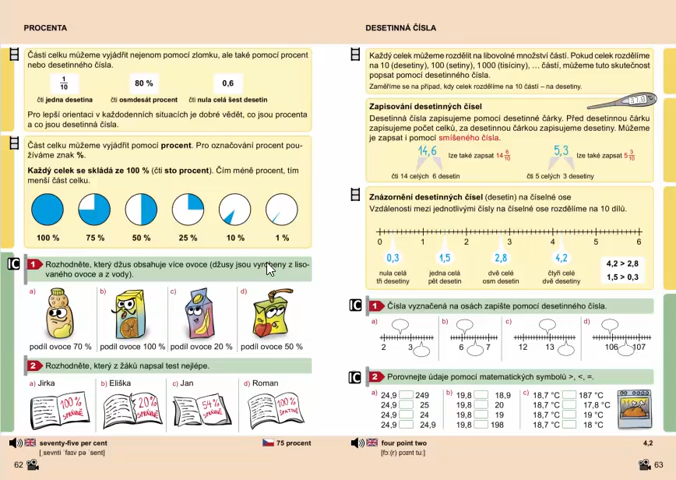 PROCENTA
Části celku můžeme vyjádřit nejenom pomocí zlomku, ale také pomocí procent
nebo desetinného čísla.
1/10
80 %
0,6
čti jedna desetina
čti osmdesát procent
čti nula celá šest desetin
Pro lepší orientaci v každodenních situacích je dobré vědět, co jsou procenta
a co jsou desetinná čísla.
Část celku můžeme vyjádřit pomocí procent. Pro označování procent pou-
žíváme znak %.
Každý celek se skládá ze 100 % (čti sto procent). Čím méně procent, tím
menší část celku.
100 %
75 %
50 %
25 %
10 %
1 %
1 Rozhodněte, který džus obsahuje více ovoce (džusy jsou vyrobeny z liso-
vaného ovoce a z vody).
a)
b)
c)
d)
podíl ovoce 70 %
podíl ovoce 100 %
podíl ovoce 20 %
podíl ovoce 50 %
2 Rozhodněte, který z žáků napsal test nejlépe.
a) Jirka
b) Eliška
c) Jan
d) Roman
100%
20%
54%
100%
seventy-five per cent
75 procent
62
DESETINNÁ ČÍSLA
Každý celek můžeme rozdělit na libovolné množství částí. Pokud celek rozdělíme
na 10 (desetiny), 100 (setiny), 1 000 (tisíciny), … částí, můžeme tuto skutečnost
popsat pomocí desetinného čísla.
Zaměříme se na případ, kdy celek rozdělíme na 10 částí – na desetiny.
Zapisování desetinných čísel
Desetinná čísla zapisujeme pomocí desetinné čárky. Před desetinnou čárku
zapisujeme počet celků, za desetinnou čárkou zapisujeme desetiny. Můžeme
je zapsat i pomocí smíšeného čísla.
14,6
lze také zapsat 14 6/10
5,3
lze také zapsat 5 3/10
čti 14 celých 6 desetin
čti 5 celých 3 desetiny
Znázornění desetinných čísel (desetin) na číselné ose
Vzdálenosti mezi jednotlivými čísly na číselné ose rozdělíme na 10 dílů.
0 1 2 3 4 5 6
0,3
1,5
2,8
4,2
nula celá
tři desetiny
jedna celá
pět desetin
dvě celé
osm desetin
čtyři celé
dvě desetiny
4,2 > 2,8
1,5 > 0,3
1 Čísla vyznačená na osách zapište pomocí desetinného čísla.
a)
b)
c)
d)
2 3
6 7
12 13
106 107
2 Porovnejte údaje pomocí matematických symbolů >, <, =.
a) 24,9 249
24,9 25
24,9 24
24,9 24,9
b) 19,8 18,9
19,8 20
19,8 19
19,8 198
c) 18,7 °C 187 °C
18,7 °C 17,8 °C
18,7 °C 19 °C
18,7 °C 18 °C
four point two
4,2
63